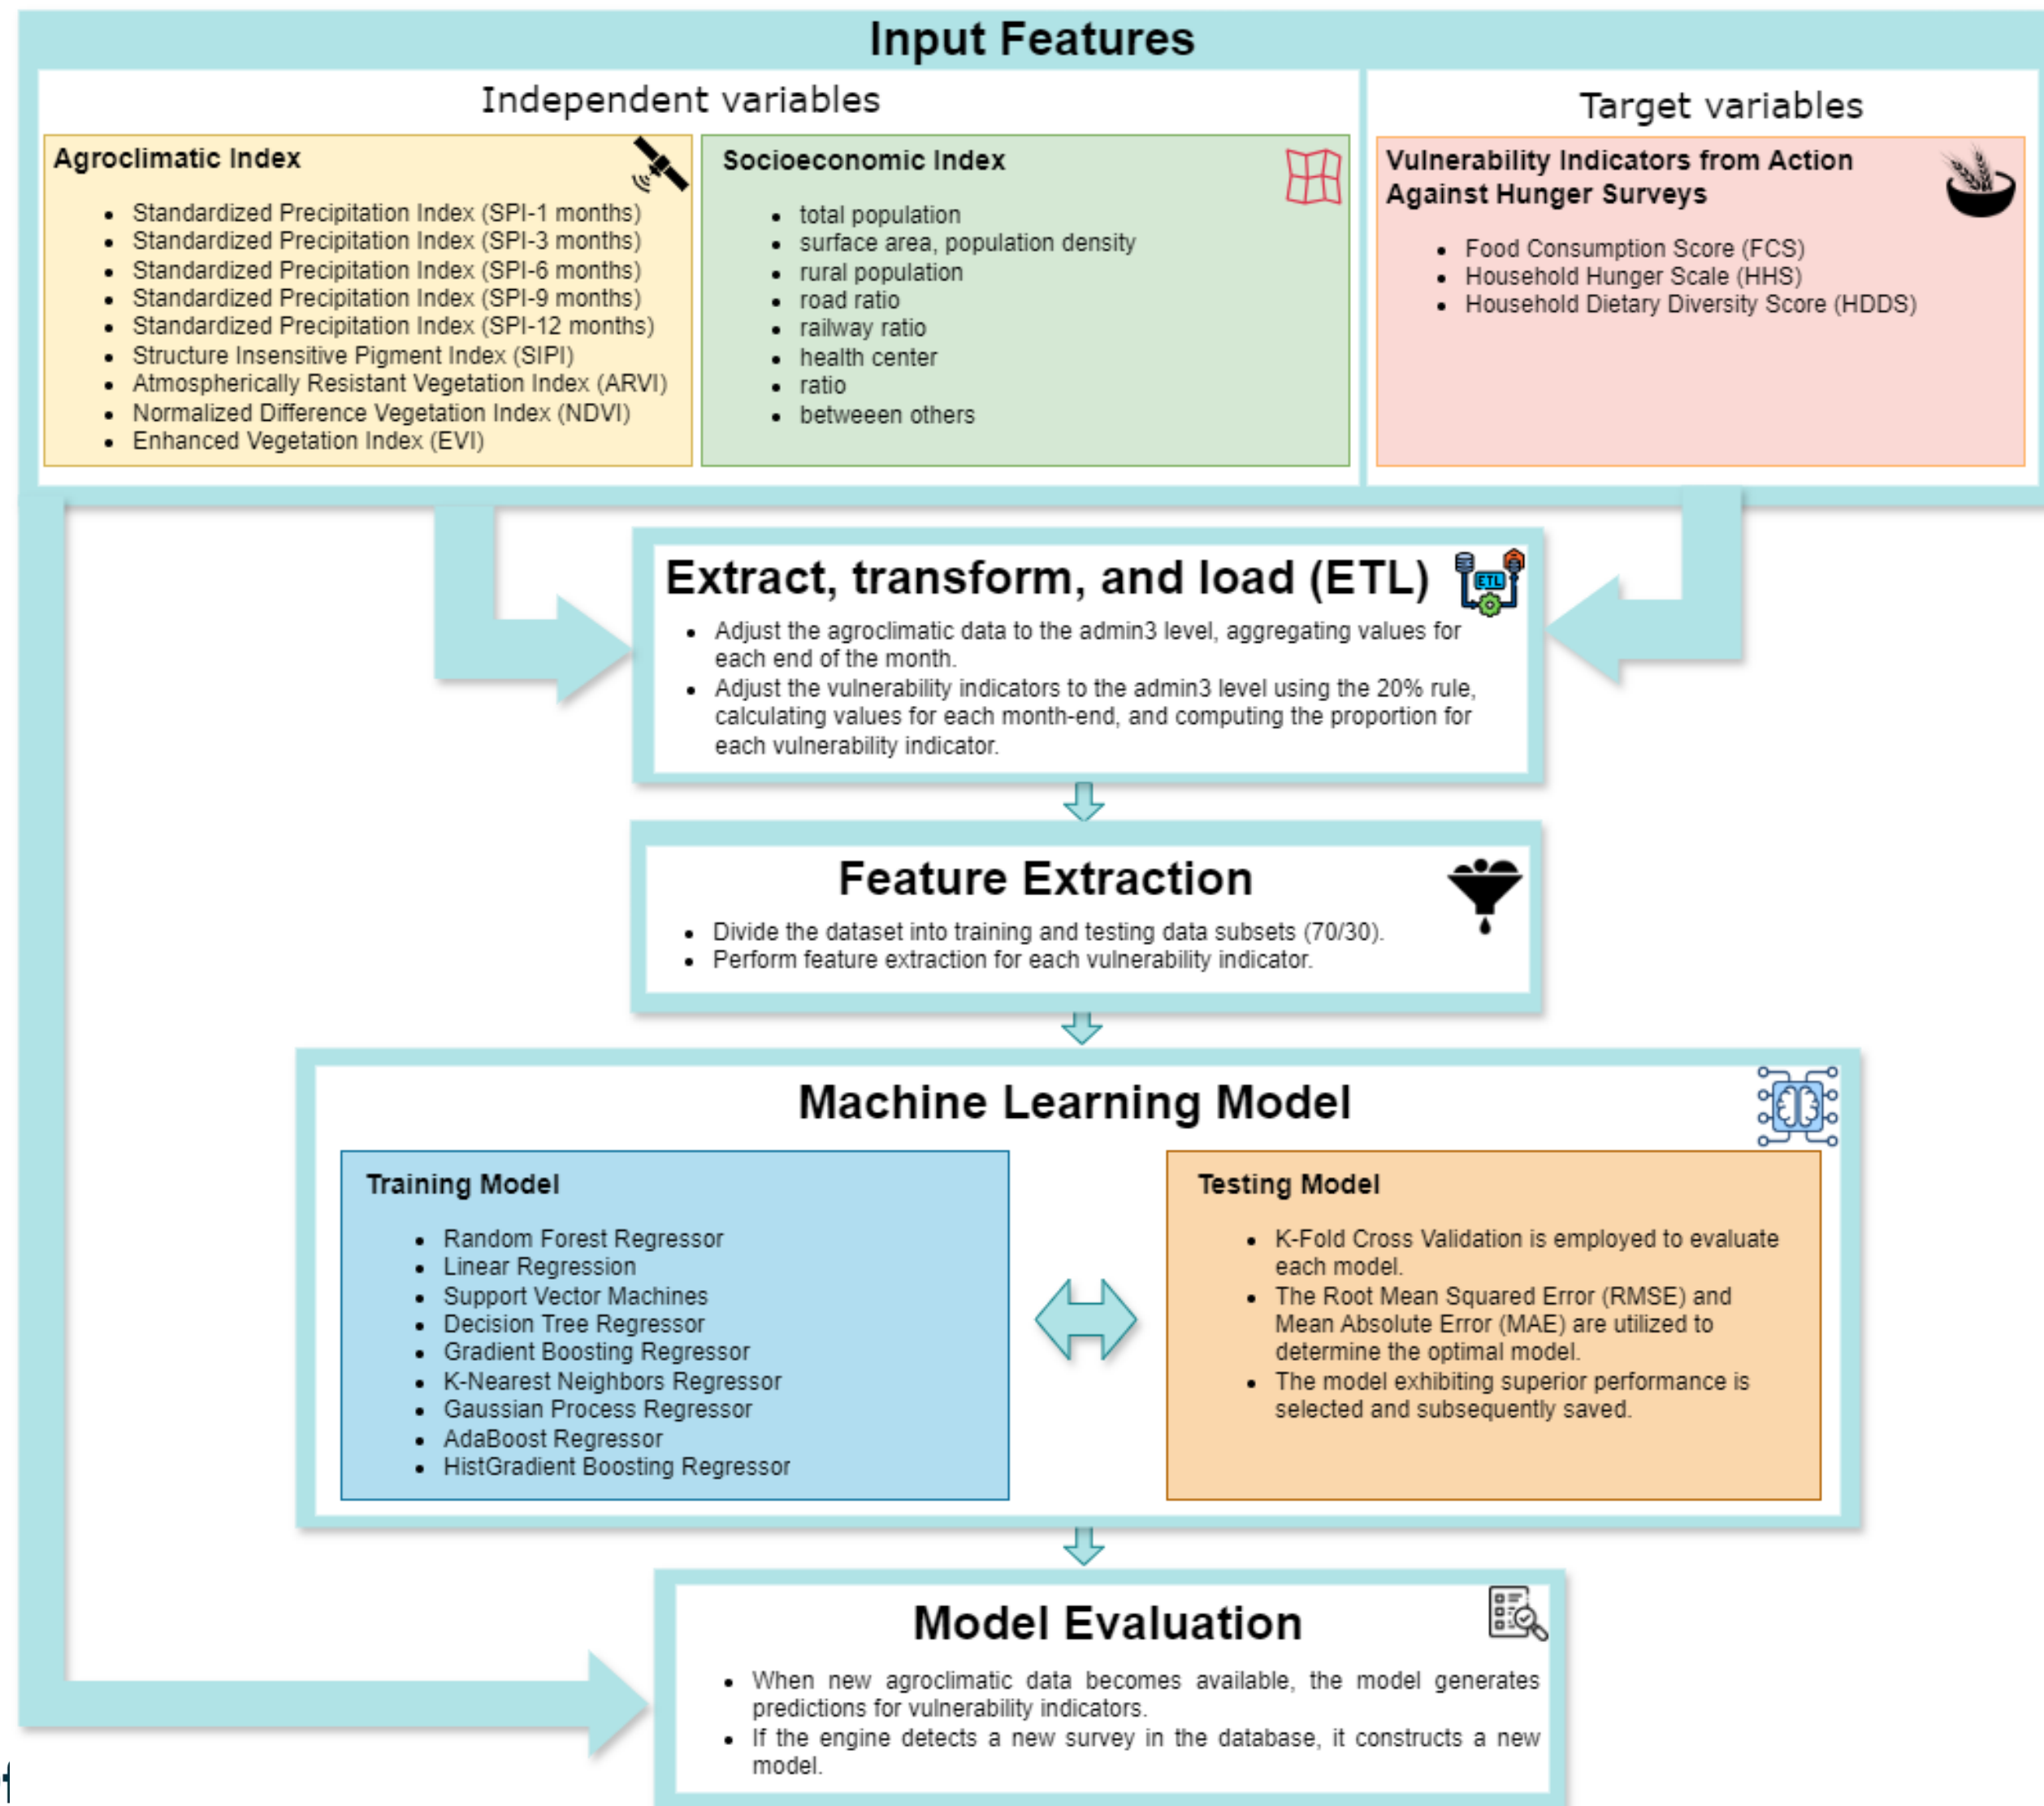 Input Features
Independent variables
Agroclimatic Index
• Standardized Precipitation Index (SPI-1 months)
• Standardized Precipitation Index (SPI-3 months)
• Standardized Precipitation Index (SPI-6 months)
• Standardized Precipitation Index (SPI-9 months)
• Standardized Precipitation Index (SPI-12 months)
• Structure Insensitive Pigment Index (SIPI)
• Atmospherically Resistant Vegetation Index (ARVI)
• Normalized Difference Vegetation Index (NDVI)
• Enhanced Vegetation Index (EVI)
Socioeconomic Index
• total population
• surface area, population density
• rural population
• road ratio
• railway ratio
• health center
• ratio
• betweeen others
Target variables
Vulnerability Indicators from Action
Against Hunger Surveys
• Food Consumption Score (FCS)
• Household Hunger Scale (HHS)
• Household Dietary Diversity Score (HDDS)
Extract, transform, and load (ETL)
ETL
• Adjust the agroclimatic data to the admin3 level, aggregating values for
each end of the month.
• Adjust the vulnerability indicators to the admin3 level using the 20% rule,
calculating values for each month-end, and computing the proportion for
each vulnerability indicator.
Feature Extraction
• Divide the dataset into training and testing data subsets (70/30).
• Perform feature extraction for each vulnerability indicator.
Machine Learning Model
Training Model
• Random Forest Regressor
• Linear Regression
• Support Vector Machines
• Decision Tree Regressor
• Gradient Boosting Regressor
• K-Nearest Neighbors Regressor
• Gaussian Process Regressor
• AdaBoost Regressor
• HistGradient Boosting Regressor
Testing Model
• K-Fold Cross Validation is employed to evaluate
each model.
• The Root Mean Squared Error (RMSE) and
Mean Absolute Error (MAE) are utilized to
determine the optimal model.
• The model exhibiting superior performance is
selected and subsequently saved.
Model Evaluation
• When new agroclimatic data becomes available, the model generates
predictions for vulnerability indicators.
• If the engine detects a new survey in the database, it constructs a new
model.